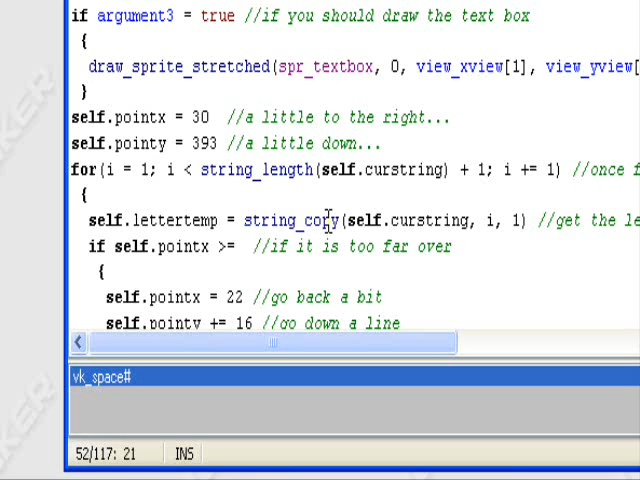 if argument3 = true //if you should draw the text box
{
draw_sprite_stretched(spr_textbox, 0, view_xview[1], view_yview[
}
self.pointx = 30 //a little to the right...
self.pointy = 393 //a little down...
for(i = 1; i < string_length(self.curstring) + 1; i += 1) //once f
{
self.lettertemp = string_copy(self.curstring, i, 1) //get the le
if self.pointx >= //if it is too far over
{
self.pointx = 22 //go back a bit
self.pointy += 16 //go down a line
vk_space#
52/117: 21 INS